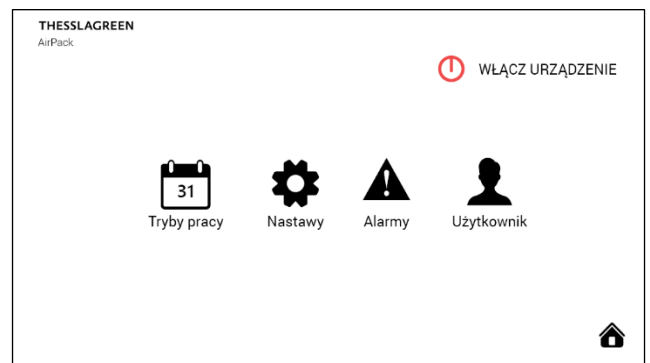 THESSLAGREEN
AirPack
WŁĄCZ URZĄDZENIE
31
Tryby pracy
Nastawy
Alarmy
Użytkownik